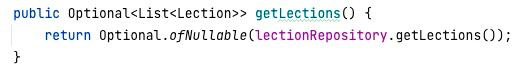 public Optional<List<Lection>> getLections() {
    return Optional.ofNullable(lectionRepository.getLections());
}